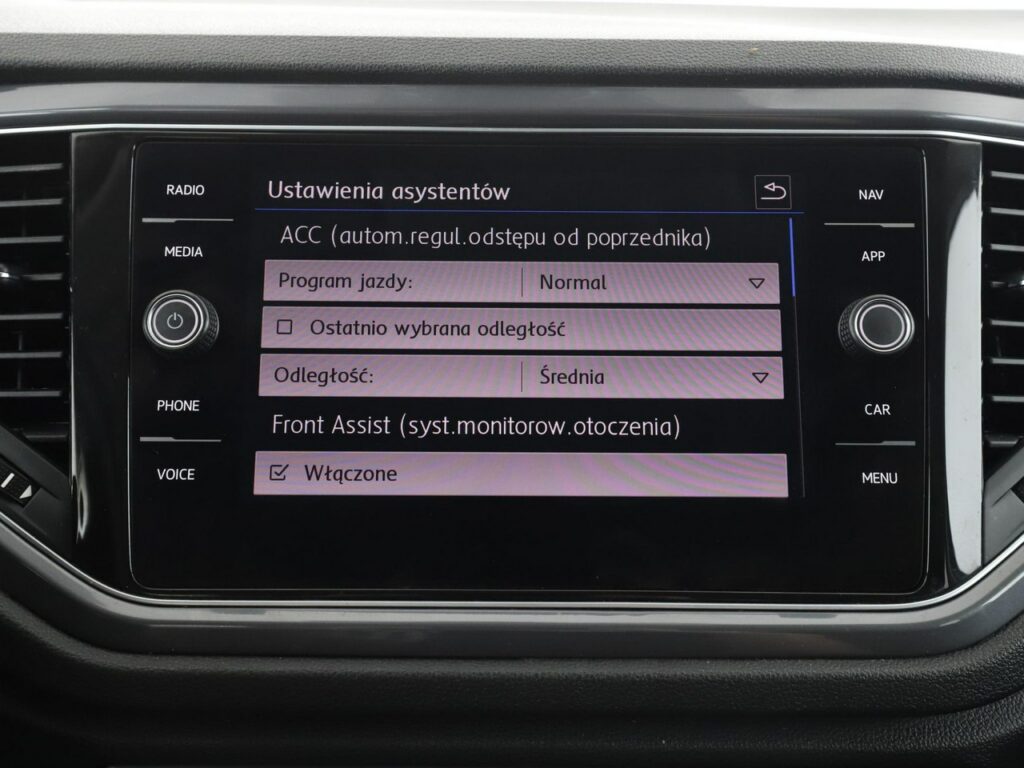 RADIO
MEDIA
PHONE
VOICE
Ustawienia asystentów
ACC (autom.regul.odstępu od poprzednika)
Program jazdy: Normal
Ostatnio wybrana odległość
Odległość: Średnia
Front Assist (syst.monitorow.otoczenia)
Włączone
NAV
APP
CAR
MENU